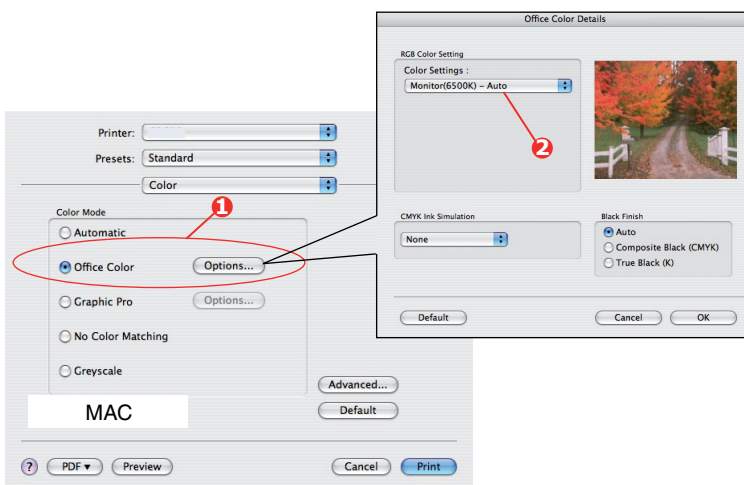 Office Color Details
RGB Color Setting
Color Settings :
Monitor(6500K) – Auto
2
CMYK Ink Simulation
None
Black Finish
Auto
Composite Black (CMYK)
True Black (K)
Default
Cancel
OK
Printer:
Presets: Standard
Color
1
Color Mode
Automatic
Office Color Options...
Graphic Pro Options...
No Color Matching
Greyscale
Advanced...
MAC
Default
? PDF ▾ Preview Cancel Print